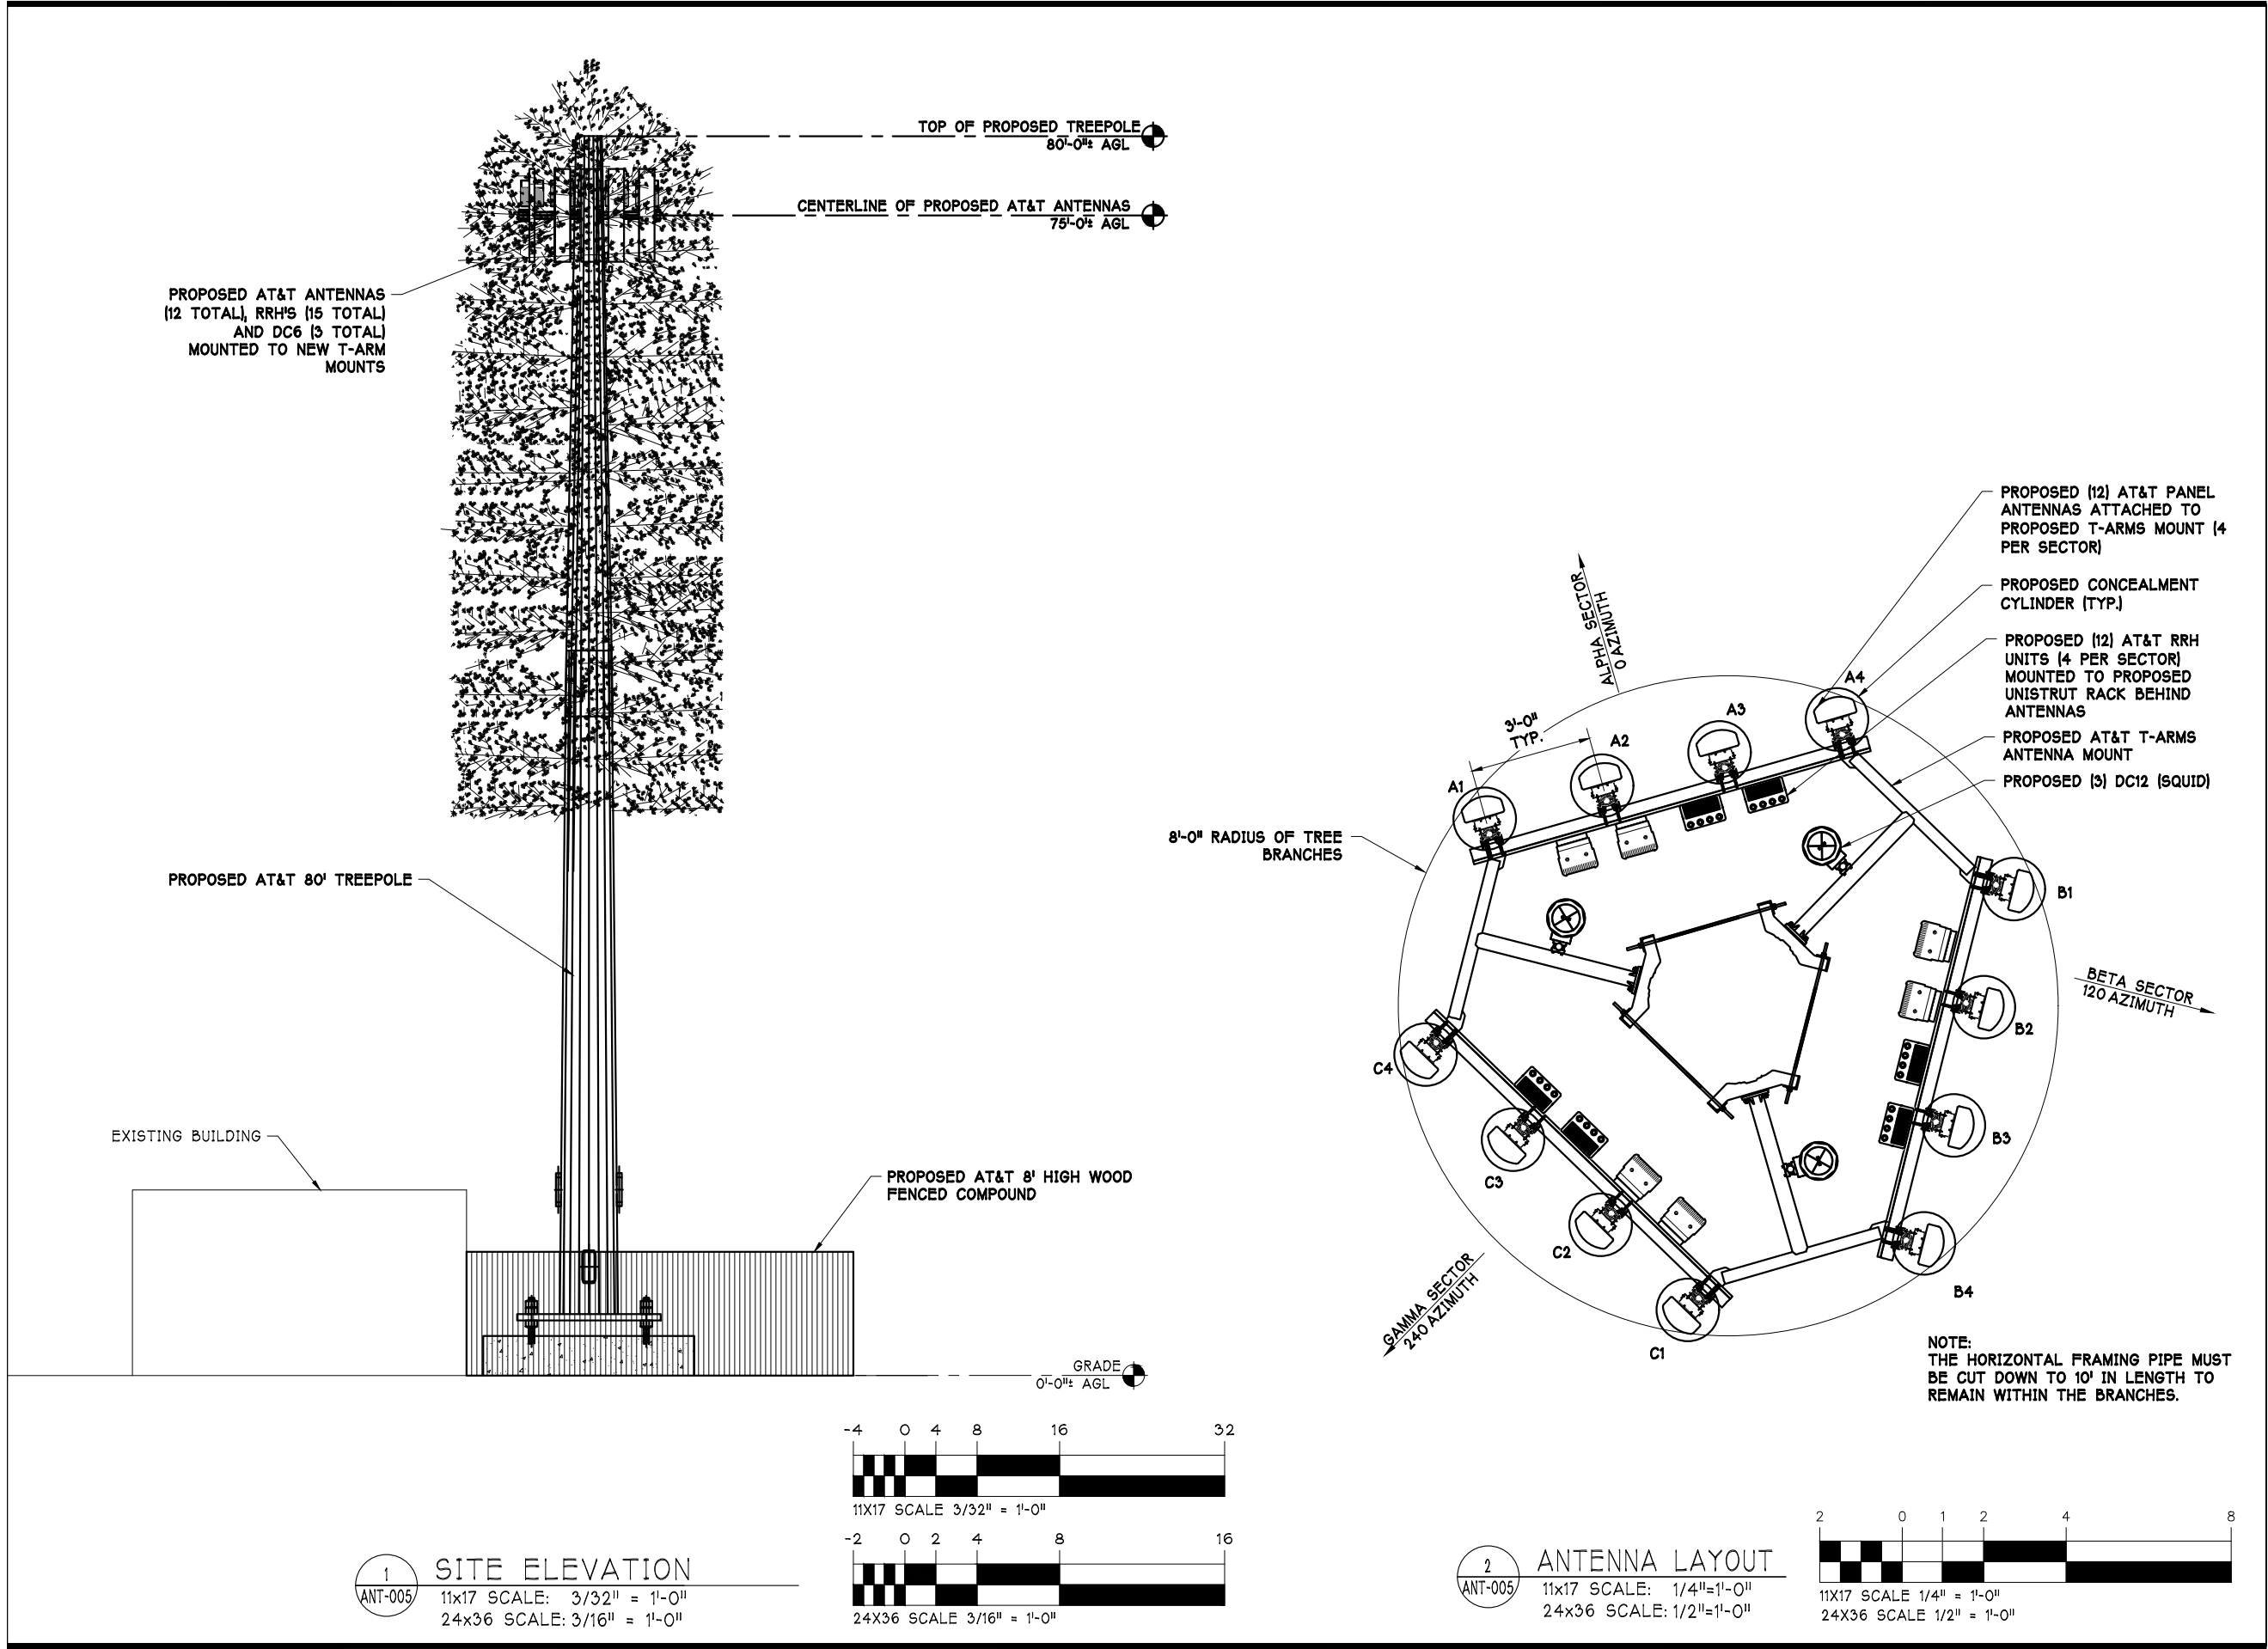 TOP OF PROPOSED TREEPOLE
80'-0"± AGL
CENTERLINE OF PROPOSED AT&T ANTENNAS
75'-0'± AGL
PROPOSED AT&T ANTENNAS
(12 TOTAL), RRH'S (15 TOTAL)
AND DC6 (3 TOTAL)
MOUNTED TO NEW T-ARM
MOUNTS
PROPOSED AT&T 80' TREEPOLE
EXISTING BUILDING
PROPOSED AT&T 8' HIGH WOOD
FENCED COMPOUND
GRADE
0'-0"± AGL
-4 0 4 8 16 32
11X17 SCALE 3/32" = 1'-0"
-2 0 2 4 8 16
24X36 SCALE 3/16" = 1'-0"
1
ANT-005
SITE ELEVATION
11x17 SCALE: 3/32" = 1'-0"
24x36 SCALE: 3/16" = 1'-0"
PROPOSED (12) AT&T PANEL
ANTENNAS ATTACHED TO
PROPOSED T-ARMS MOUNT (4
PER SECTOR)
PROPOSED CONCEALMENT
CYLINDER (TYP.)
PROPOSED (12) AT&T RRH
UNITS (4 PER SECTOR)
MOUNTED TO PROPOSED
UNISTRUT RACK BEHIND
ANTENNAS
PROPOSED AT&T T-ARMS
ANTENNA MOUNT
PROPOSED (3) DC12 (SQUID)
ALPHA SECTOR
0 AZIMUTH
3'-0"
TYP.
A1
A2
A3
A4
8'-0" RADIUS OF TREE
BRANCHES
B1
B2
B3
B4
BETA SECTOR
120 AZIMUTH
C4
C3
C2
C1
GAMMA SECTOR
240 AZIMUTH
NOTE:
THE HORIZONTAL FRAMING PIPE MUST
BE CUT DOWN TO 10' IN LENGTH TO
REMAIN WITHIN THE BRANCHES.
2
ANT-005
ANTENNA LAYOUT
11x17 SCALE: 1/4"=1'-0"
24x36 SCALE: 1/2"=1'-0"
2 0 1 2 4 8
11X17 SCALE 1/4" = 1'-0"
24X36 SCALE 1/2" = 1'-0"